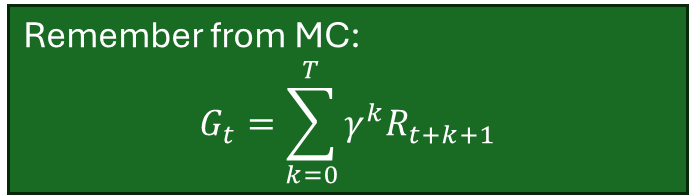 Remember from MC:
$G_t = \sum_{k=0}^{T} \gamma^k R_{t+k+1}$